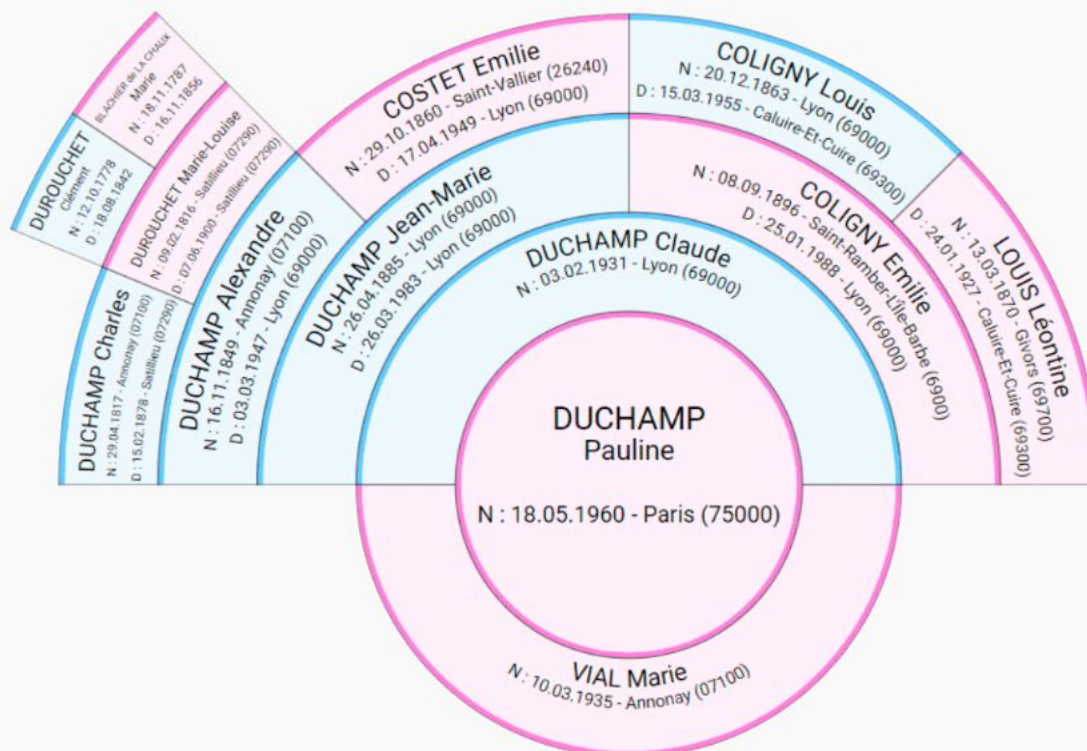 BLACHIER de LA CHAUX
Marie
N : 18.11.1787
D : 16.11.1856
DUROUCHET
Clément
N : 12.10.1778
D : 18.08.1842
DUROUCHET Marie-Louise
N : 09.02.1816 - Satillieu (07290)
D : 07.06.1900 - Satillieu (07290)
DUCHAMP Charles
N : 29.04.1817 - Annonay (07100)
D : 15.02.1878 - Satillieu (07290)
DUCHAMP Alexandre
N : 16.11.1849 - Annonay (07100)
D : 03.03.1947 - Lyon (69000)
COSTET Emilie
N : 29.10.1860 - Saint-Vallier (26240)
D : 17.04.1949 - Lyon (69000)
COLIGNY Louis
N : 20.12.1863 - Lyon (69000)
D : 15.03.1955 - Caluire-Et-Cuire (69300)
LOUIS Léontine
N : 13.03.1870 - Givors (69700)
D : 24.01.1927 - Caluire-Et-Cuire (69300)
DUCHAMP Jean-Marie
N : 26.04.1885 - Lyon (69000)
D : 26.03.1983 - Lyon (69000)
COLIGNY Emilie
N : 08.09.1896 - Saint-Ramber-L'Île-Barbe (6900)
D : 25.01.1988 - Lyon (69000)
DUCHAMP Claude
N : 03.02.1931 - Lyon (69000)
DUCHAMP
Pauline
N : 18.05.1960 - Paris (75000)
VIAL Marie
N : 10.03.1935 - Annonay (07100)